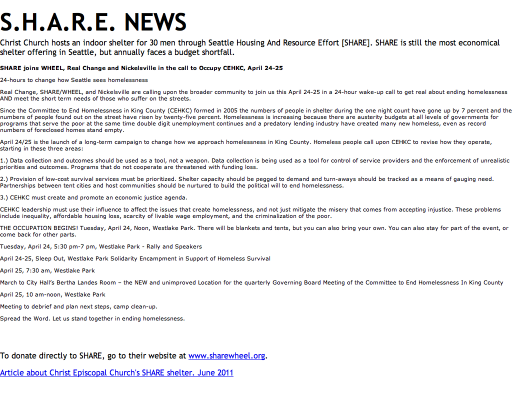 S.H.A.R.E. NEWS
Christ Church hosts an indoor shelter for 30 men through Seattle Housing And Resource Effort [SHARE]. SHARE is still the most economical
shelter offering in Seattle, but annually faces a budget shortfall.
SHARE joins WHEEL, Real Change and Nickelsville in the call to Occupy CEHKC, April 24-25
24-hours to change how Seattle sees homelessness
Real Change, SHARE/WHEEL, and Nickelsville are calling upon the broader community to join us this April 24-25 in a 24-hour wake-up call to get real about ending homelessness
AND meet the short term needs of those who suffer on the streets.
Since the Committee to End Homelessness in King County (CEHKC) formed in 2005 the numbers of people in shelter during the one night count have gone up by 7 percent and the
numbers of people found out on the street have risen by twenty-five percent. Homelessness is increasing because there are austerity budgets at all levels of governments for
programs that serve the poor at the same time double digit unemployment continues and a predatory lending industry have created many new homeless, even as record
numbers of foreclosed homes stand empty.
April 24/25 is the launch of a long-term campaign to change how we approach homelessness in King County. Homeless people call upon CEHKC to revise how they operate,
starting in these three areas:
1.) Data collection and outcomes should be used as a tool, not a weapon. Data collection is being used as a tool for control of service providers and the enforcement of unrealistic
priorities and outcomes. Programs that do not cooperate are threatened with funding loss.
2.) Provision of low-cost survival services must be prioritized. Shelter capacity should be pegged to demand and turn-aways should be tracked as a means of gauging need.
Partnerships between tent cities and host communities should be nurtured to build the political will to end homelessness.
3.) CEHKC must create and promote an economic justice agenda.
CEHKC leadership must use their influence to affect the issues that create homelessness, and not just mitigate the misery that comes from accepting injustice. These problems
include inequality, affordable housing loss, scarcity of livable wage employment, and the criminalization of the poor.
THE OCCUPATION BEGINS! Tuesday, April 24, Noon, Westlake Park. There will be blankets and tents, but you can also bring your own. You can also stay for part of the event, or
come back for other parts.
Tuesday, April 24, 5:30 pm-7 pm, Westlake Park - Rally and Speakers
April 24-25, Sleep Out, Westlake Park Solidarity Encampment in Support of Homeless Survival
April 25, 7:30 am, Westlake Park
March to City Hall's Bertha Landes Room – the NEW and unimproved Location for the quarterly Governing Board Meeting of the Committee to End Homelessness In King County
April 25, 10 am-noon, Westlake Park
Meeting to debrief and plan next steps, camp clean-up.
Spread the Word. Let us stand together in ending homelessness.
To donate directly to SHARE, go to their website at www.sharewheel.org.
Article about Christ Episcopal Church's SHARE shelter. June 2011